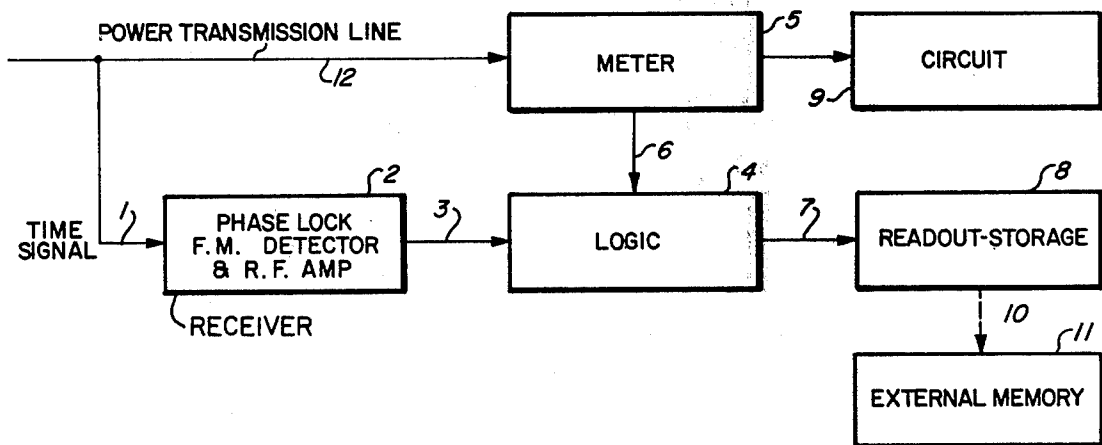 POWER TRANSMISSION LINE
12
METER
5
CIRCUIT
9
6
TIME
SIGNAL
1
2
PHASE LOCK
F.M. DETECTOR
& R.F. AMP
RECEIVER
3
4
LOGIC
7
8
READOUT-STORAGE
10
11
EXTERNAL MEMORY